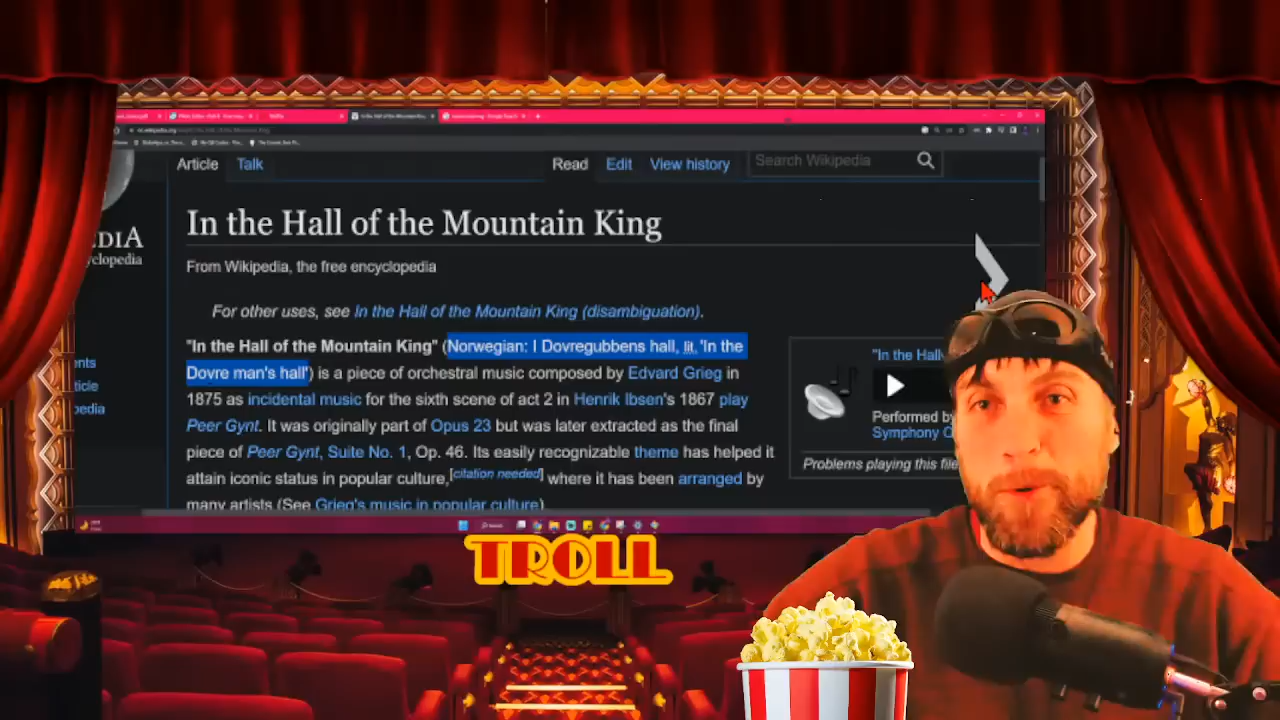 Article Talk Read Edit View history Search Wikipedia
In the Hall of the Mountain King
EDIA
yclopedia
From Wikipedia, the free encyclopedia
For other uses, see In the Hall of the Mountain King (disambiguation).
"In the Hall of the Mountain King" (Norwegian: I Dovregubbens hall, lit. 'In the
Dovre man's hall') is a piece of orchestral music composed by Edvard Grieg in
1875 as incidental music for the sixth scene of act 2 in Henrik Ibsen's 1867 play
Peer Gynt. It was originally part of Opus 23 but was later extracted as the final
piece of Peer Gynt, Suite No. 1, Op. 46. Its easily recognizable theme has helped it
attain iconic status in popular culture,[citation needed] where it has been arranged by
many artists (See Grieg's music in popular culture)
ents
ticle
pedia
"In the Hall
Performed by
Symphony O
Problems playing this file
TROLL